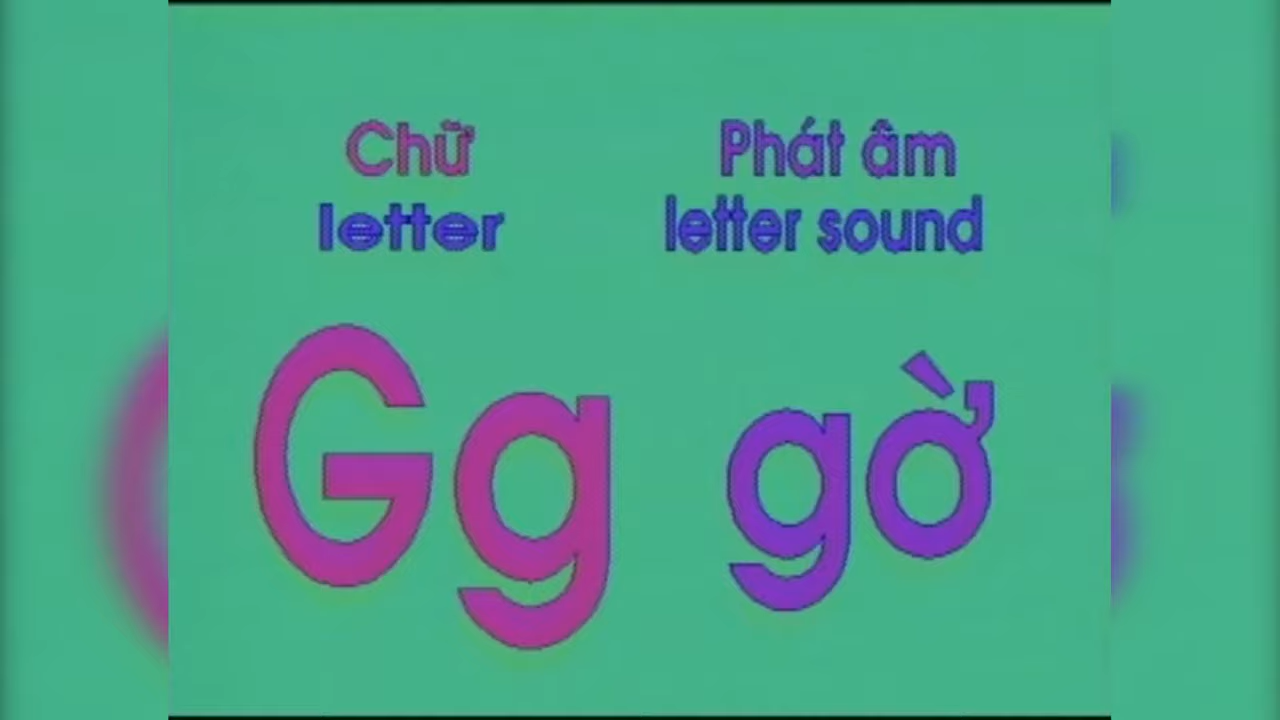 Chữ
letter
Phát âm
letter sound
Gg
gờ